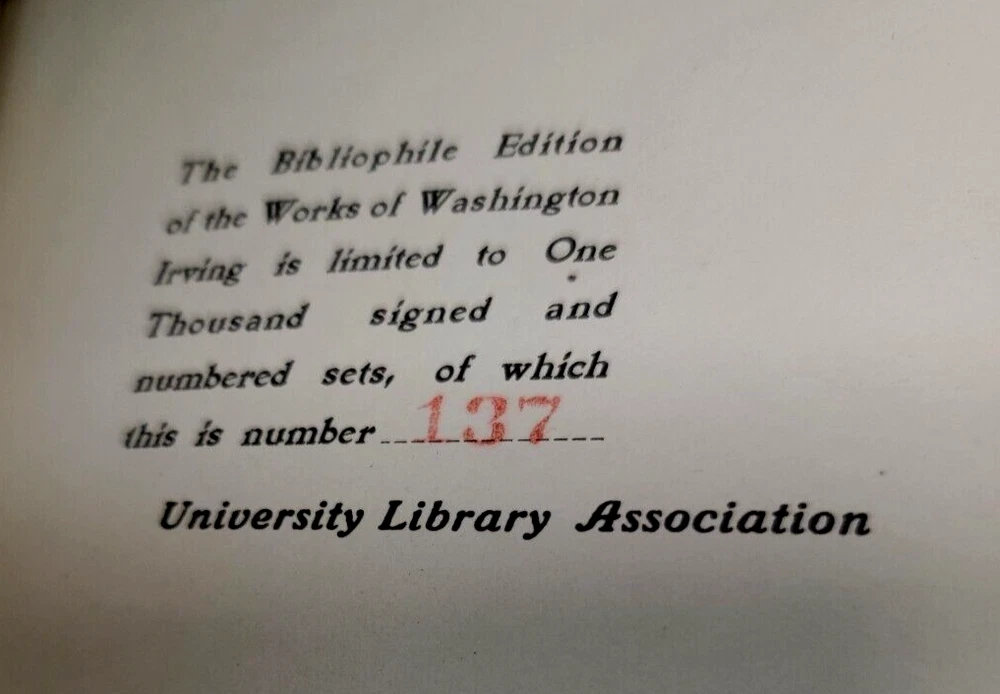 The Bibliophile Edition
of the Works of Washington
Irving is limited to One
Thousand signed and
numbered sets, of which
this is number 137
University Library Association